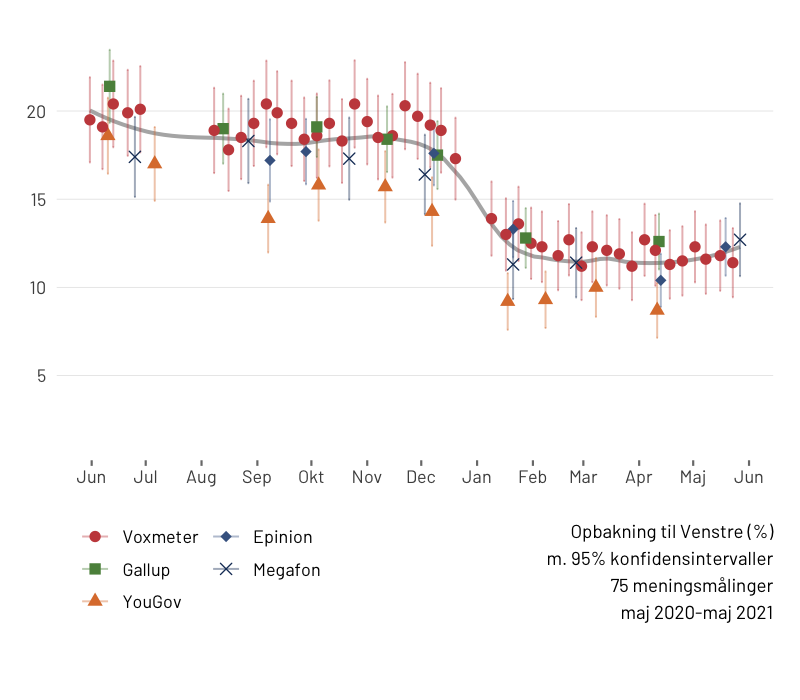 20
15
10
5
Jun Jul Aug Sep Okt Nov Dec Jan Feb Mar Apr Maj Jun
Voxmeter Epinion
Gallup Megafon
YouGov
Opbakning til Venstre (%)
m. 95% konfidensintervaller
75 meningsmålinger
maj 2020-maj 2021